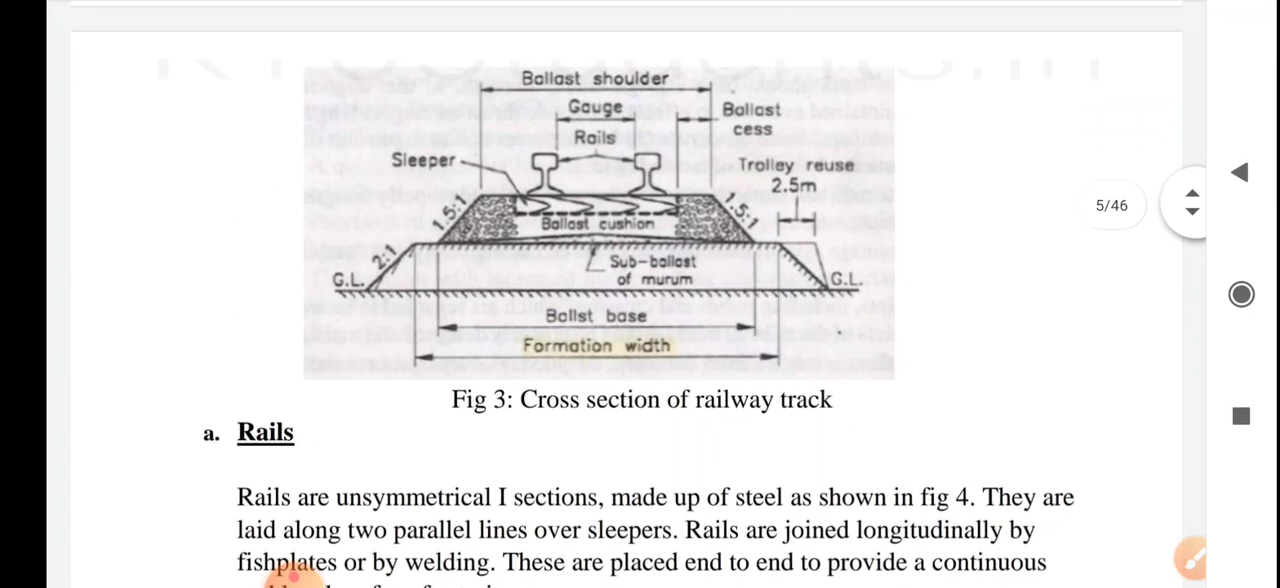 Ballast shoulder
Gauge
Ballast cess
Rails
Sleeper
Trolley reuse
2.5m
1.5:1
1.5:1
Ballast cushion
2:1
Sub-ballast
of murum
G.L.
G.L.
Ballst base
Formation width
Fig 3: Cross section of railway track
a. Rails
Rails are unsymmetrical I sections, made up of steel as shown in fig 4. They are
laid along two parallel lines over sleepers. Rails are joined longitudinally by
fishplates or by welding. These are placed end to end to provide a continuous
5/46